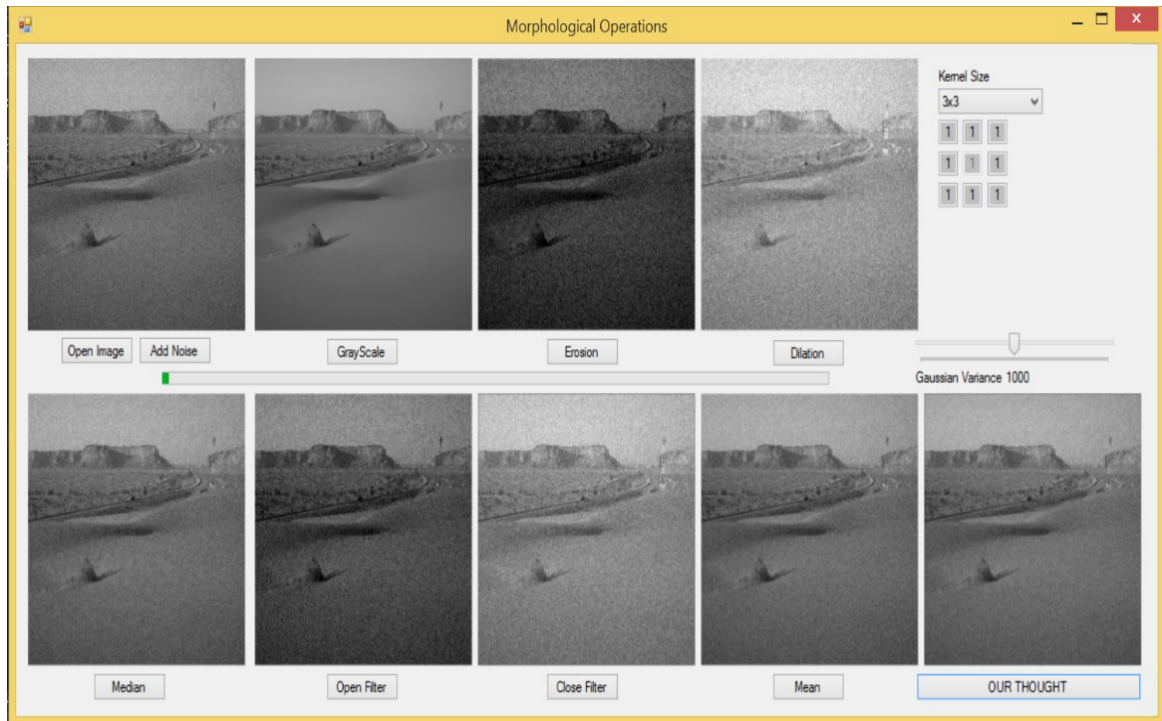 Morphological Operations
Kernel Size
3x3
1 1 1
1 1 1
1 1 1
Open Image Add Noise GrayScale Erosion Dilation
Gaussian Variance 1000
Median Open Filter Close Filter Mean OUR THOUGHT